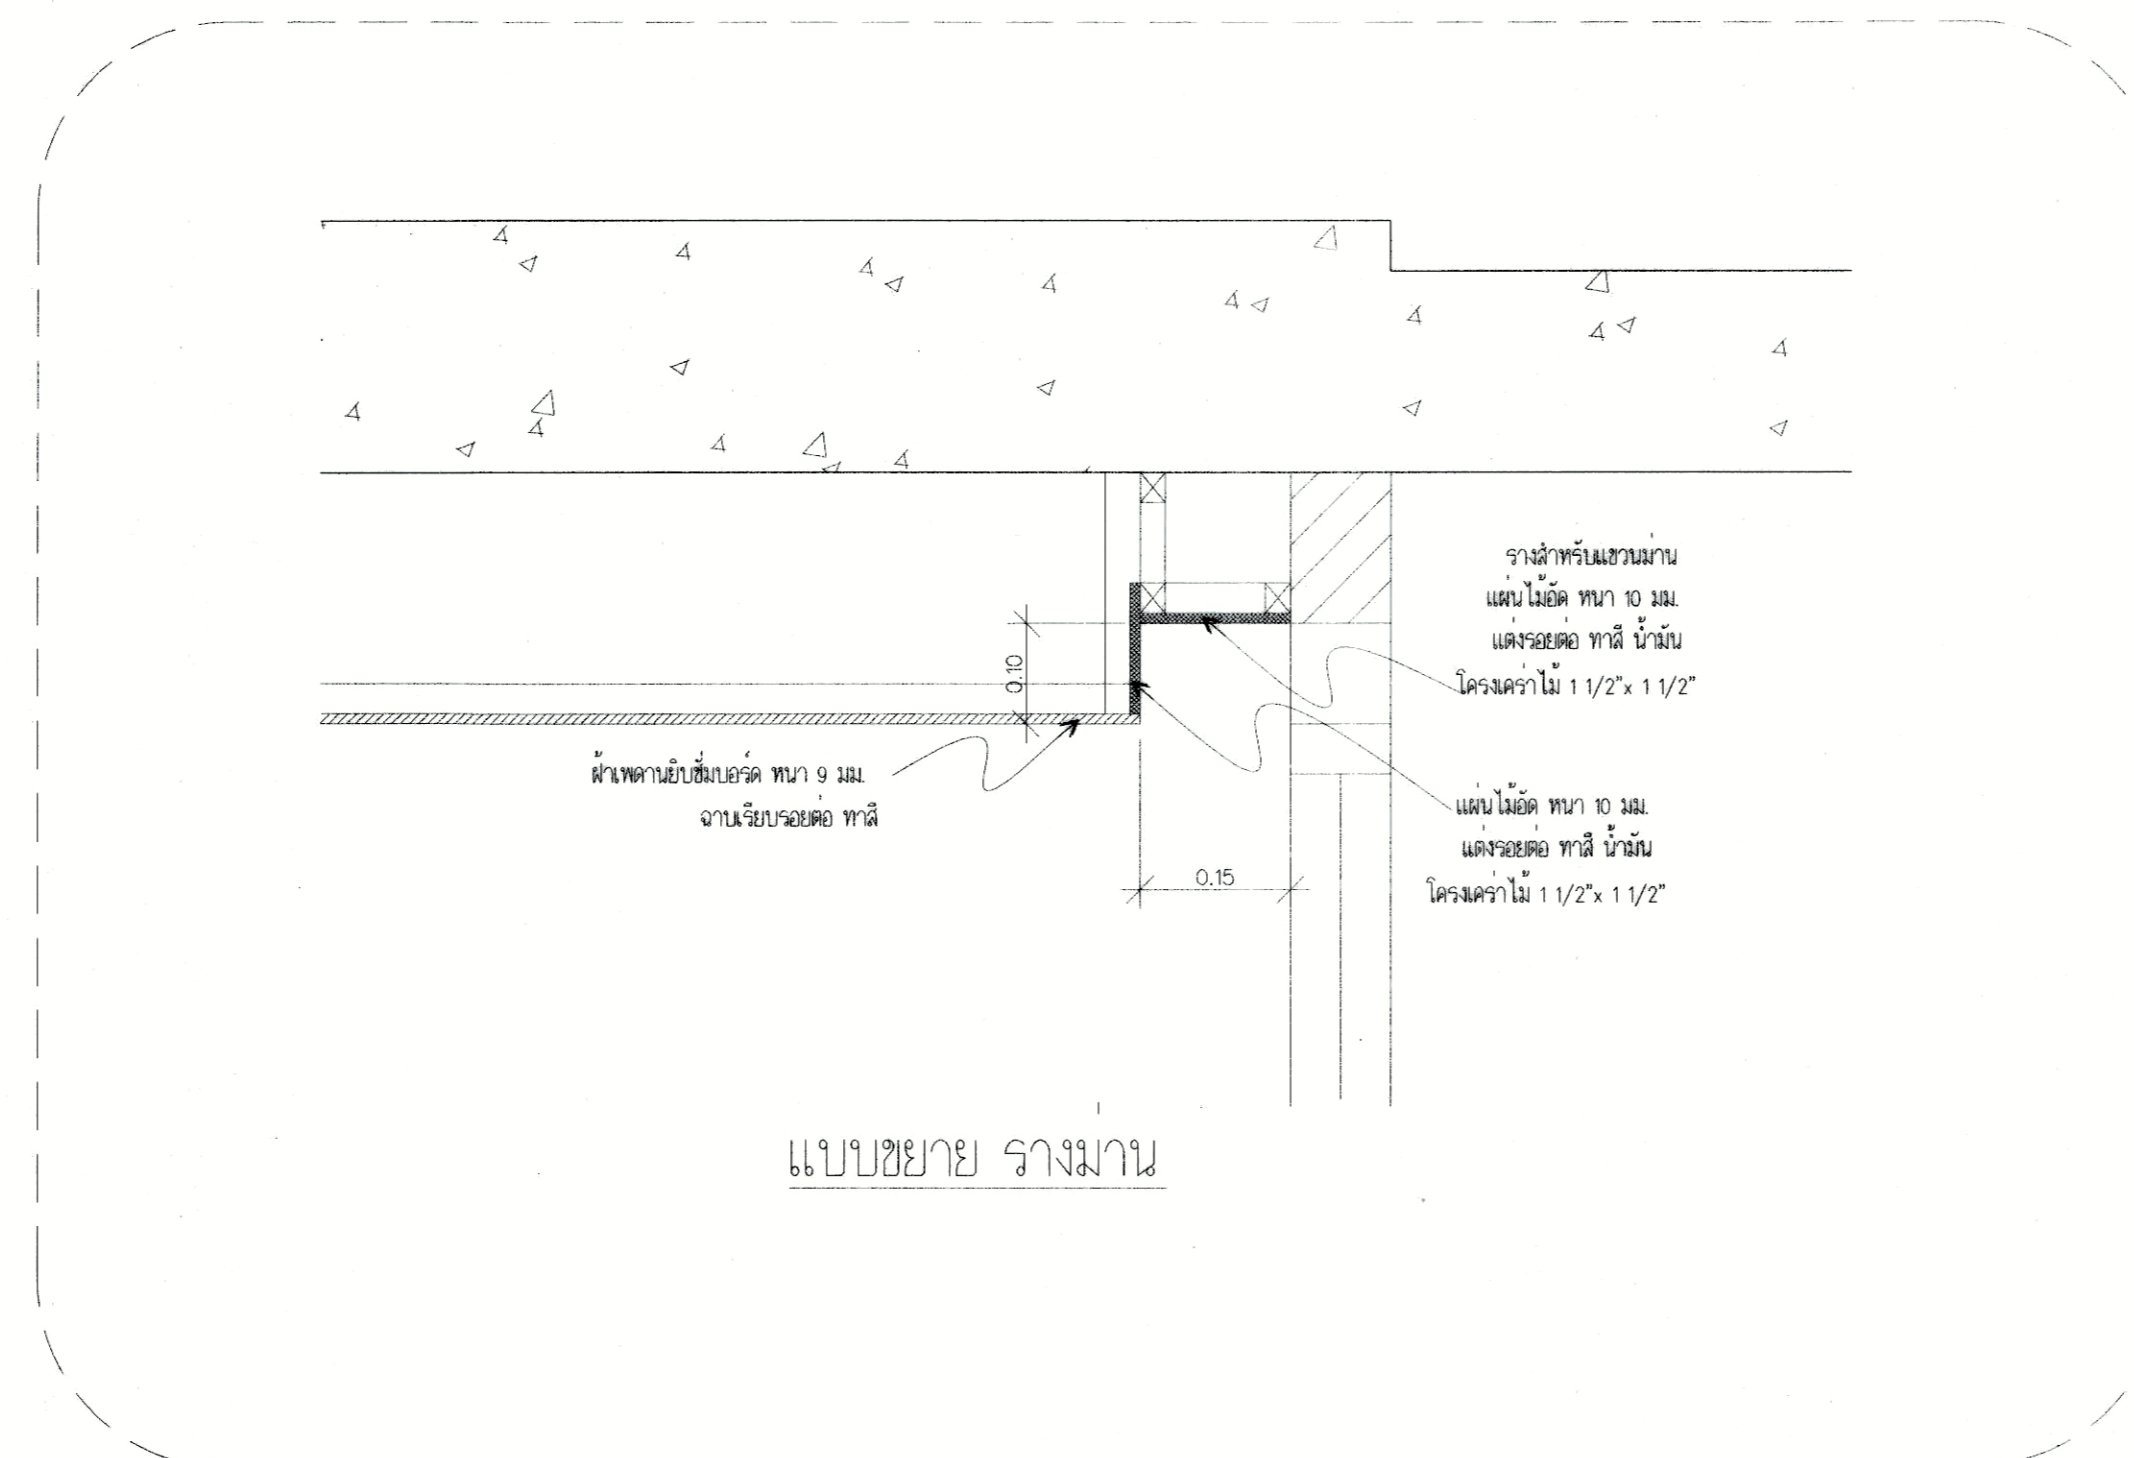 รางสำหรับแขวนม่าน
แผ่นไม้อัด หนา 10 มม.
แต่งรอยต่อ ทาสี น้ำมัน
โครงเคร่าไม้ 1 1/2"x 1 1/2"
0.10
ฝ้าเพดานยิบซั่มบอร์ด หนา 9 มม.
ฉาบเรียบรอยต่อ ทาสี
แผ่นไม้อัด หนา 10 มม.
แต่งรอยต่อ ทาสี น้ำมัน
โครงเคร่าไม้ 1 1/2"x 1 1/2"
0.15
แบบขยาย รางม่าน